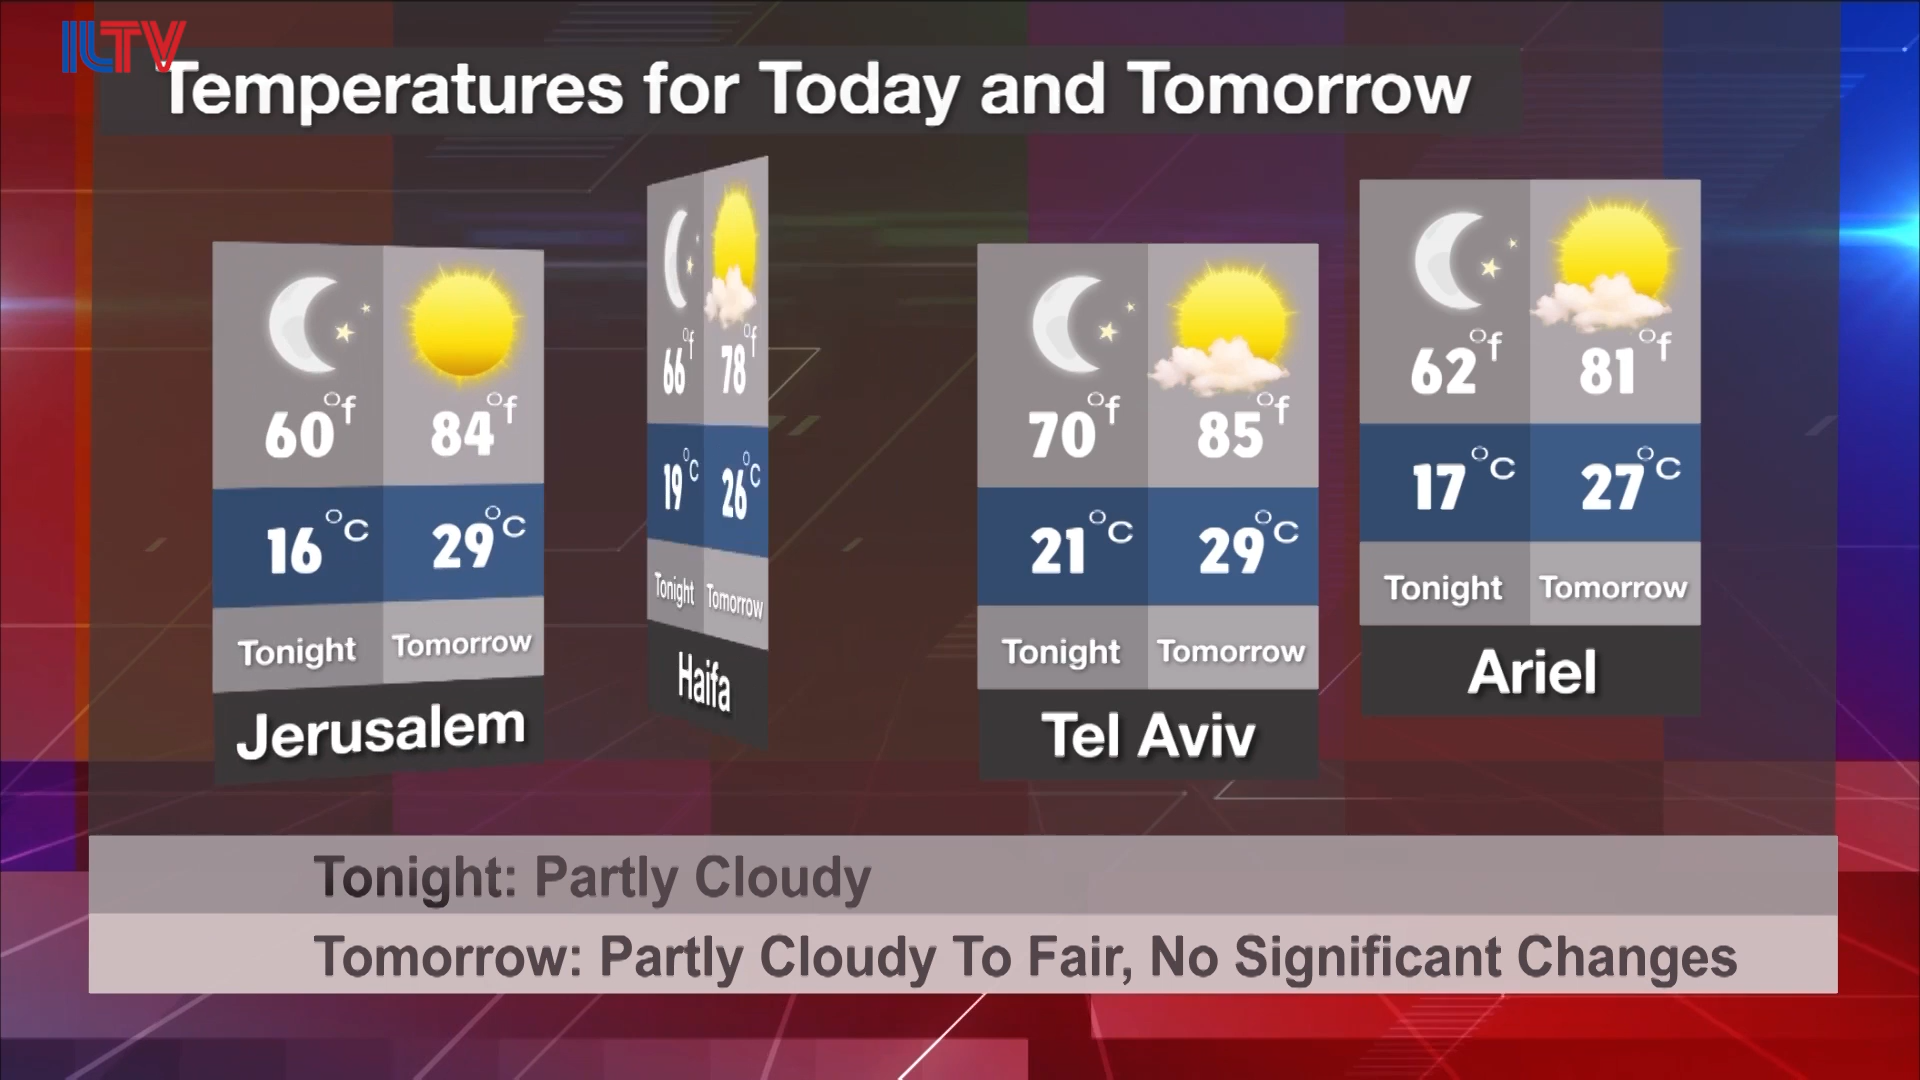 ILTV
Temperatures for Today and Tomorrow
60°f 84°f
16°C 29°C
Tonight Tomorrow
Jerusalem
66°f 78°f
19°C 26°C
Tonight Tomorrow
Haifa
70°f 85°f
21°C 29°C
Tonight Tomorrow
Tel Aviv
62°f 81°f
17°C 27°C
Tonight Tomorrow
Ariel
Tonight: Partly Cloudy
Tomorrow: Partly Cloudy To Fair, No Significant Changes